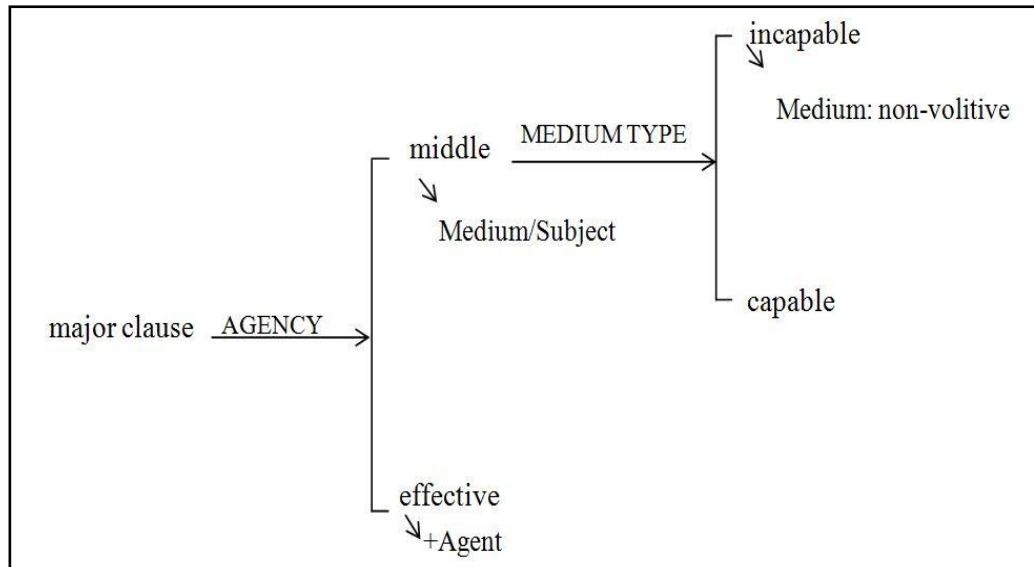 incapable
Medium: non-volitive
middle
MEDIUM TYPE
Medium/Subject
capable
major clause
AGENCY
effective
+Agent